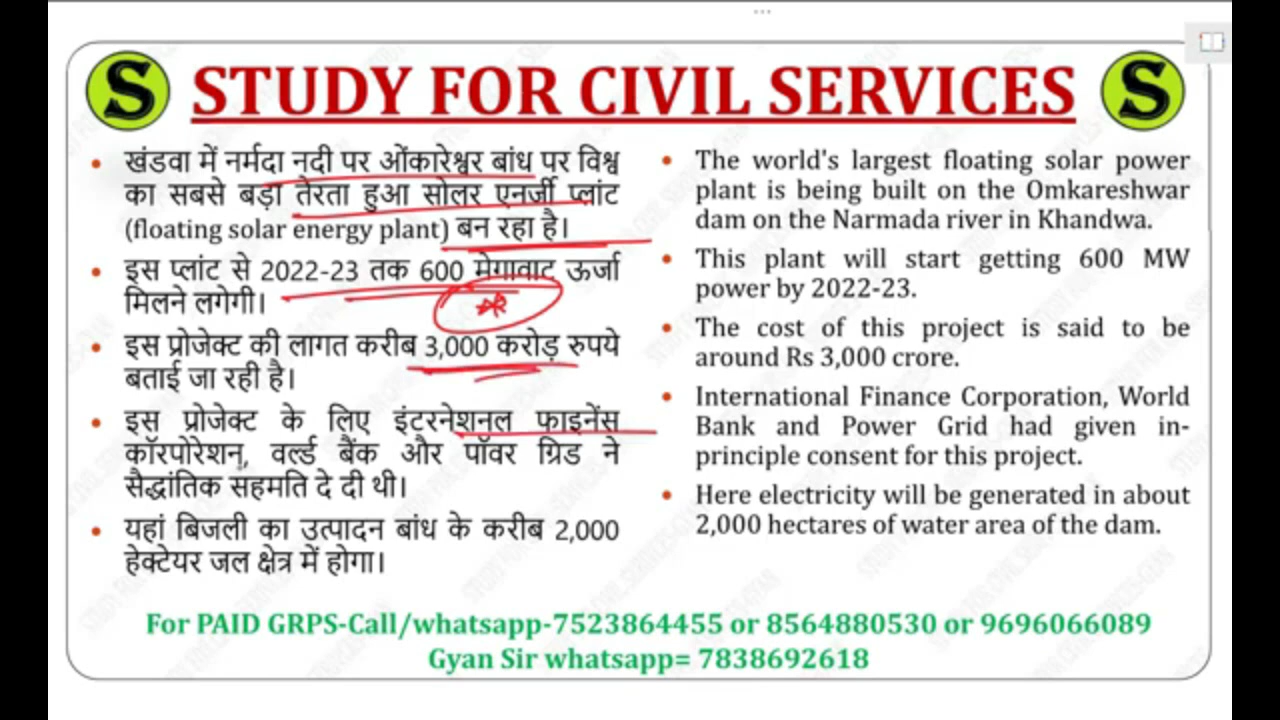 S STUDY FOR CIVIL SERVICES S
• खंडवा में नर्मदा नदी पर ओंकारेश्वर बांध पर विश्व
का सबसे बड़ा तैरता हुआ सोलर एनर्जी प्लांट
(floating solar energy plant) बन रहा है।
• इस प्लांट से 2022-23 तक 600 मेगावाट ऊर्जा
मिलने लगेगी।
• इस प्रोजेक्ट की लागत करीब 3,000 करोड़ रुपये
बताई जा रही है।
• इस प्रोजेक्ट के लिए इंटरनेशनल फाइनेंस
कॉरपोरेशन, वर्ल्ड बैंक और पॉवर ग्रिड ने
सैद्धांतिक सहमति दे दी थी।
• यहां बिजली का उत्पादन बांध के करीब 2,000
हेक्टेयर जल क्षेत्र में होगा।
• The world's largest floating solar power
plant is being built on the Omkareshwar
dam on the Narmada river in Khandwa.
• This plant will start getting 600 MW
power by 2022-23.
• The cost of this project is said to be
around Rs 3,000 crore.
• International Finance Corporation, World
Bank and Power Grid had given in-
principle consent for this project.
• Here electricity will be generated in about
2,000 hectares of water area of the dam.
For PAID GRPS-Call/whatsapp-7523864455 or 8564880530 or 9696066089
Gyan Sir whatsapp= 7838692618